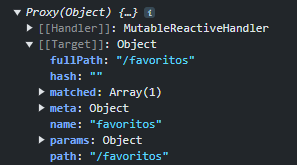 Proxy(Object) {…} i
[[Handler]]: MutableReactiveHandler
[[Target]]: Object
fullPath: "/favoritos"
hash: ""
matched: Array(1)
meta: Object
name: "favoritos"
params: Object
path: "/favoritos"